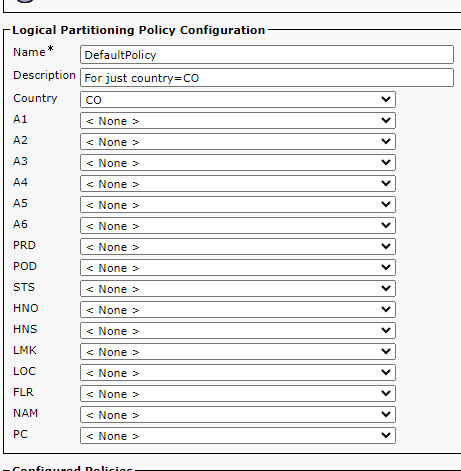 Logical Partitioning Policy Configuration
Name* DefaultPolicy
Description For just country=CO
Country CO
A1 < None >
A2 < None >
A3 < None >
A4 < None >
A5 < None >
A6 < None >
PRD < None >
POD < None >
STS < None >
HNO < None >
HNS < None >
LMK < None >
LOC < None >
FLR < None >
NAM < None >
PC < None >
Configured Policies